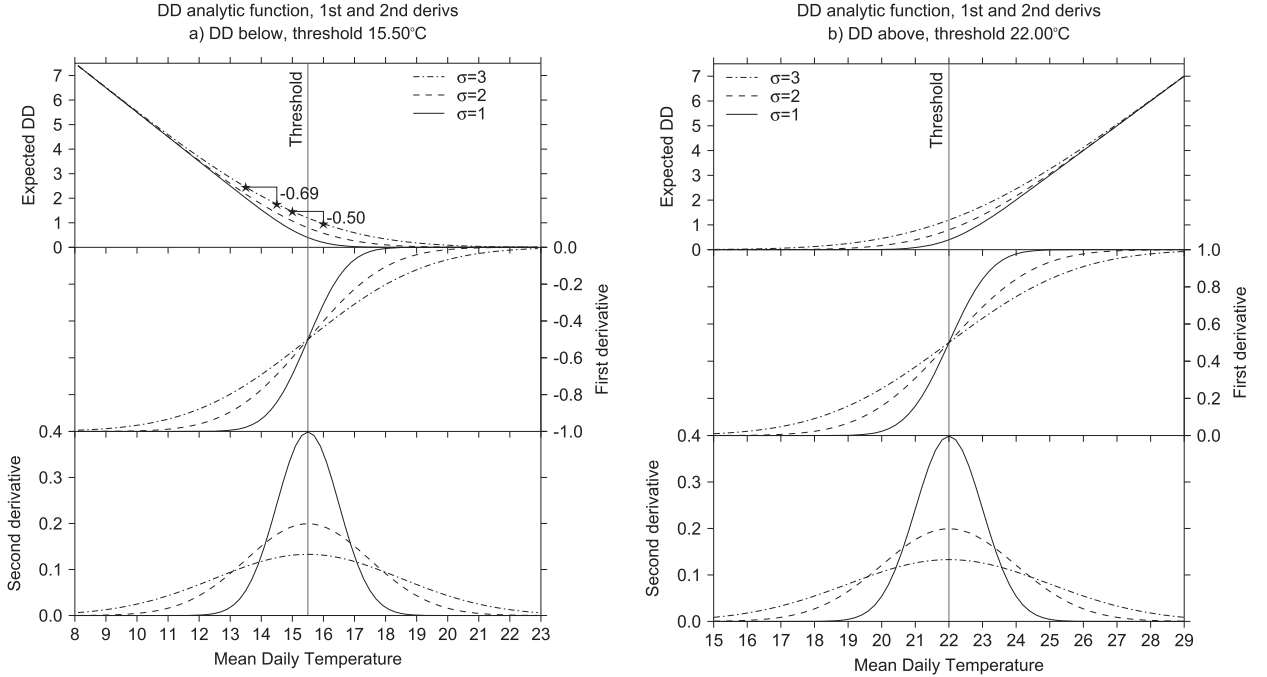 DD analytic function, 1st and 2nd derivs
a) DD below, threshold 15.50°C
Expected DD
7
6
5
4
3
2
1
0
Threshold
σ=3
σ=2
σ=1
-0.69
-0.50
0.0
-0.2
-0.4
-0.6
-0.8
-1.0
First derivative
Second derivative
0.4
0.3
0.2
0.1
0.0
8 9 10 11 12 13 14 15 16 17 18 19 20 21 22 23
Mean Daily Temperature
DD analytic function, 1st and 2nd derivs
b) DD above, threshold 22.00°C
Expected DD
7
6
5
4
3
2
1
0
σ=3
σ=2
σ=1
Threshold
1.0
0.8
0.6
0.4
0.2
0.0
First derivative
Second derivative
0.4
0.3
0.2
0.1
0.0
15 16 17 18 19 20 21 22 23 24 25 26 27 28 29
Mean Daily Temperature